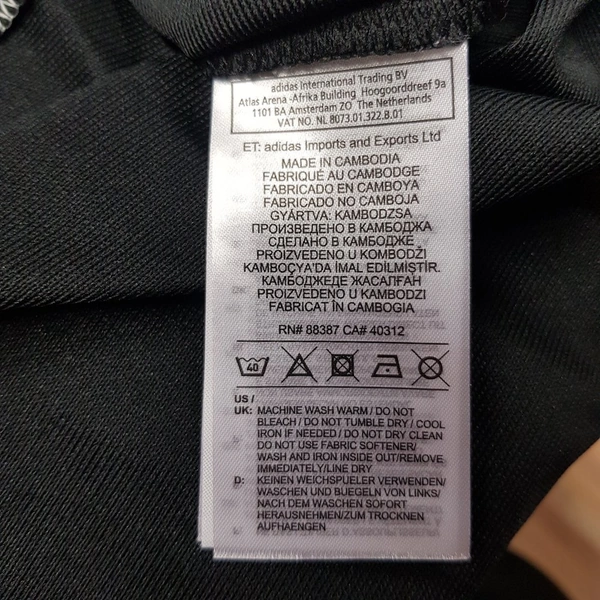 adidas International Trading BV
Atlas Arena -Afrika Building Hoogoorddreef 9a
1101 BA Amsterdam ZO The Netherlands
VAT NO. NL 8073.01.322.B.01
ET: adidas Imports and Exports Ltd
MADE IN CAMBODIA
FABRIQUÉ AU CAMBODGE
FABRICADO EN CAMBOYA
FABRICADO NO CAMBOJA
GYÁRTVA: KAMBODZSA
ПРОИЗВЕДЕНО В КАМБОДЖА
СДЕЛАНО В КАМБОДЖЕ
PROIZVEDENO U KOMBODŽI
KAMBOÇYA'DA İMAL EDİLMİŞTİR.
КАМБОДЖЕДЕ ЖАСАЛҒАН
PROIZVEDENO U KAMBODZI
FABRICAT ÎN CAMBOGIA
RN# 88387 CA# 40312
40
US /
UK: MACHINE WASH WARM / DO NOT
BLEACH / DO NOT TUMBLE DRY / COOL
IRON IF NEEDED / DO NOT DRY CLEAN
DO NOT USE FABRIC SOFTENER/
WASH AND IRON INSIDE OUT/REMOVE
IMMEDIATELY/LINE DRY
D: KEINEN WEICHSPUELER VERWENDEN/
WASCHEN UND BUEGELN VON LINKS/
NACH DEM WASCHEN SOFORT
HERAUSNEHMEN/ZUM TROCKNEN
AUFHAENGEN